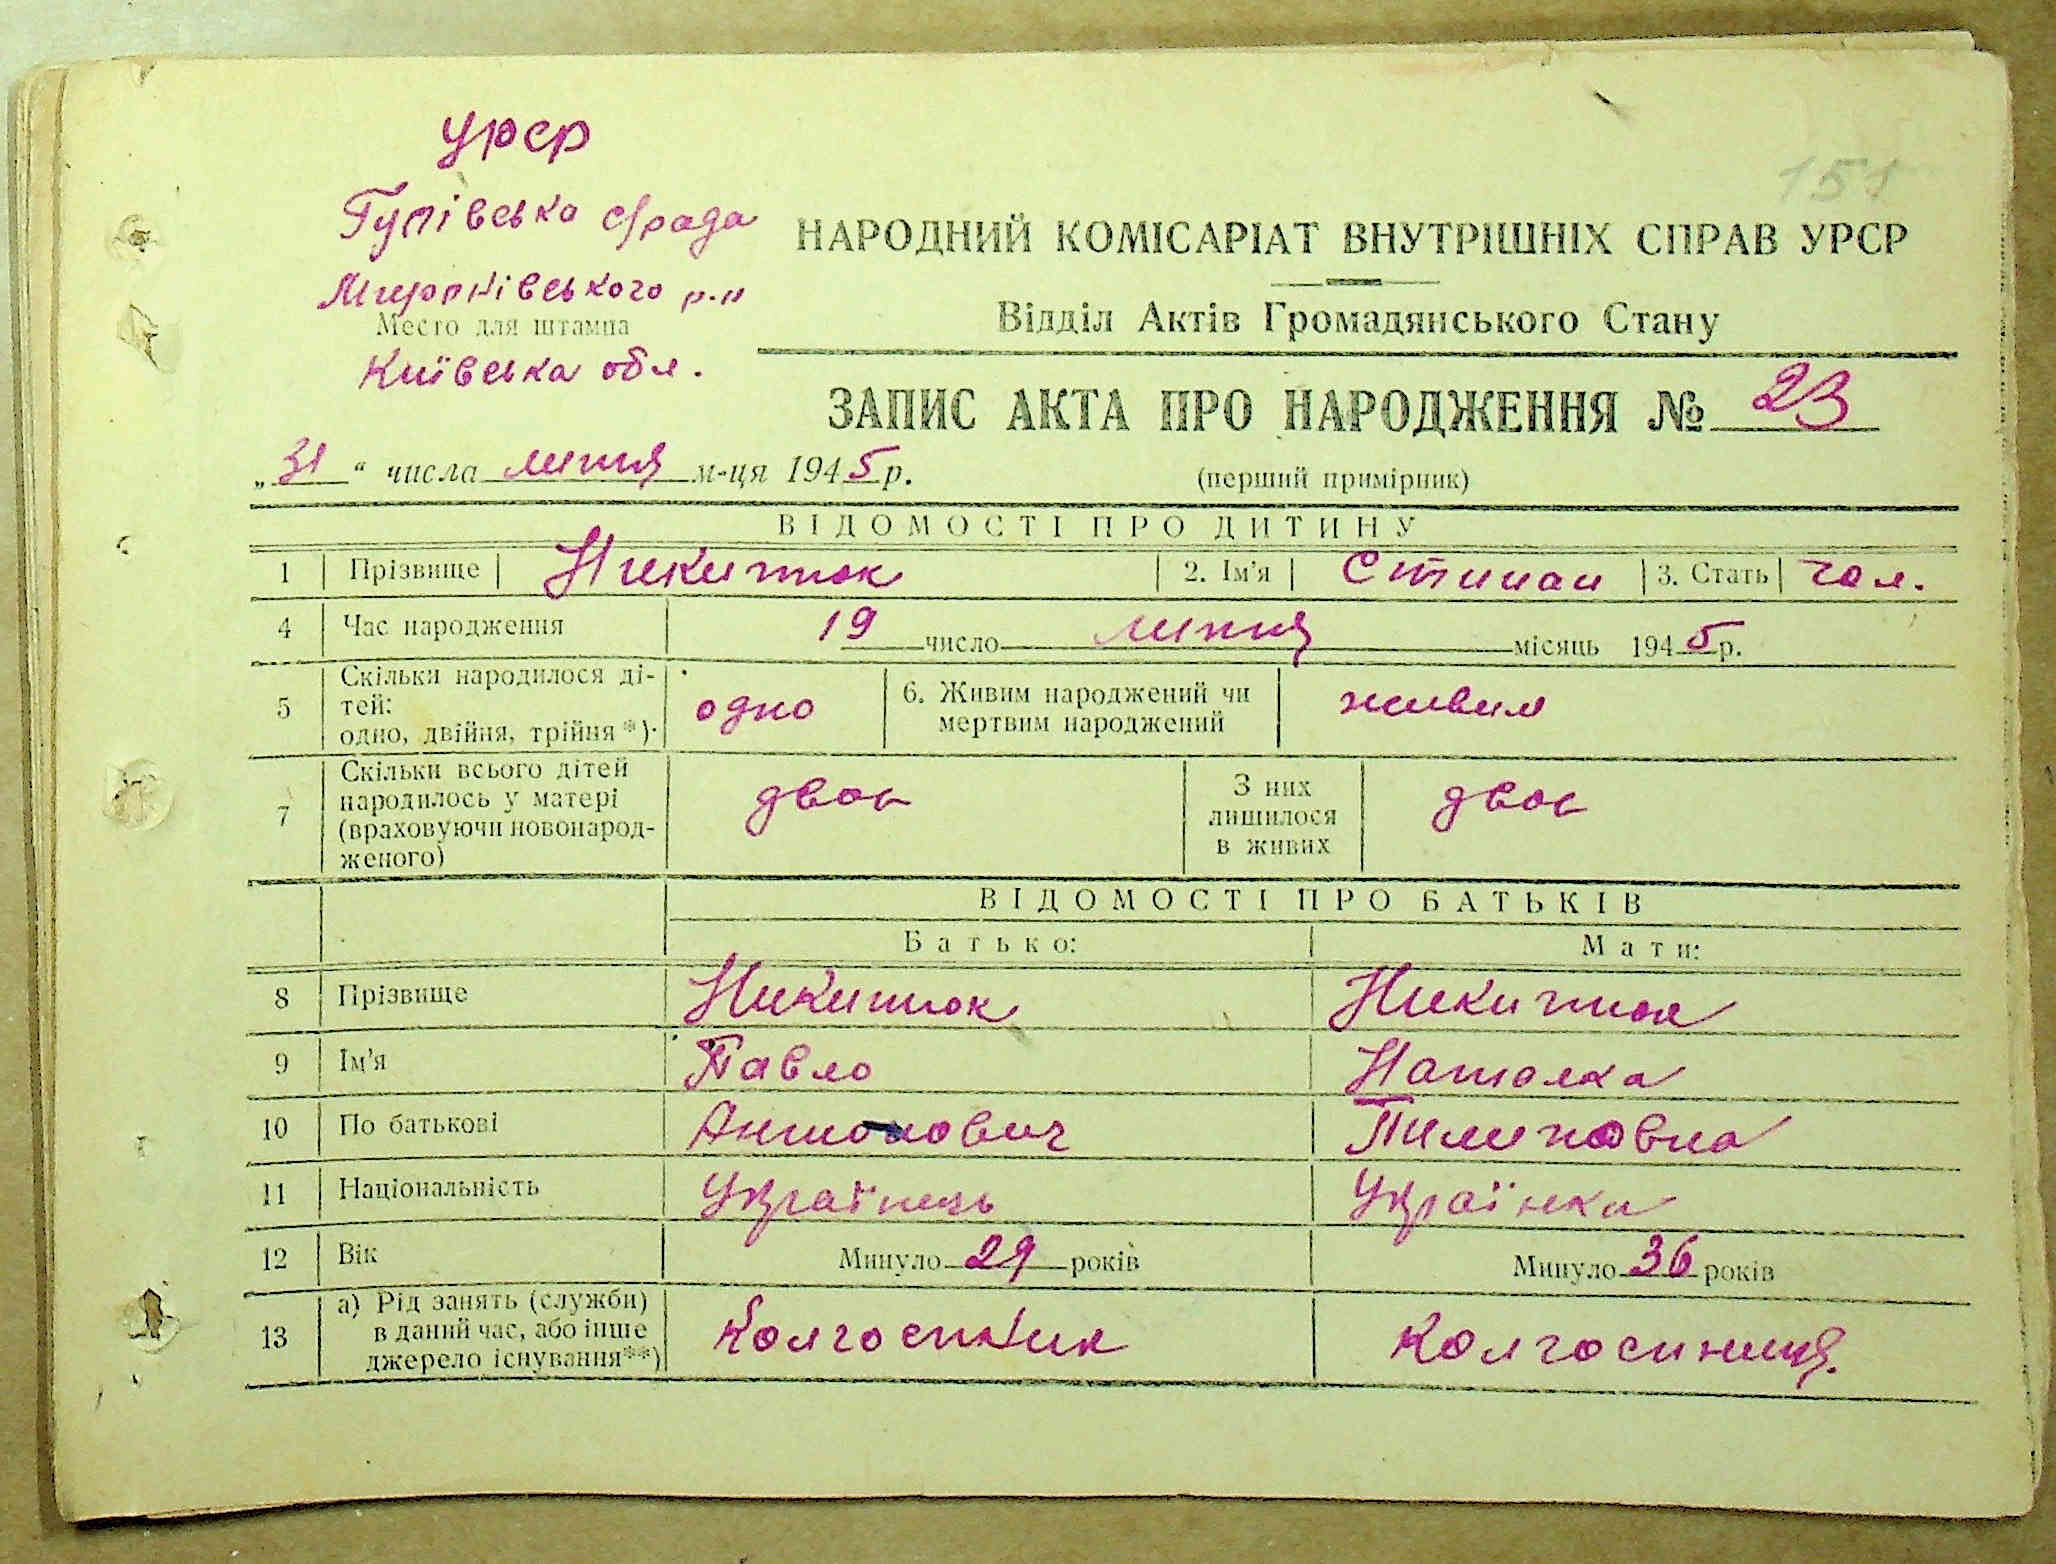 УРСР
151
Гулівська с/рада
НАРОДНИЙ КОМІСАРІАТ ВНУТРІШНІХ СПРАВ УРСР
Миронівського р-н
Відділ Актів Громадянського Стану
Место для штампа
Київська обл.
ЗАПИС АКТА ПРО НАРОДЖЕННЯ № 23
„31“ числа липня м-ця 1945 р.
(перший примірник)
ВІДОМОСТІ ПРО ДИТИНУ
1 Прізвище Никитюк 2. Ім'я Степан 3. Стать чол.
4 Час народження 19 число липня місяць 1945 р.
5 Скільки народилося дітей: одно, двійня, трійня*) одно 6. Живим народжений чи мертвим народжений живим
7 Скільки всього дітей народилось у матері (враховуючи новонародженого) двоє З них лишилося в живих двоє
ВІДОМОСТІ ПРО БАТЬКІВ
Батько: Мати:
8 Прізвище Никитюк Никитюк
9 Ім'я Павло Наталка
10 По батькові Антонович Пилиповна
11 Національність Українець Українка
12 Вік Минуло 29 років Минуло 36 років
13 а) Рід занять (служби) в даний час, або інше джерело існування**) Колгоспник Колгоспниця.